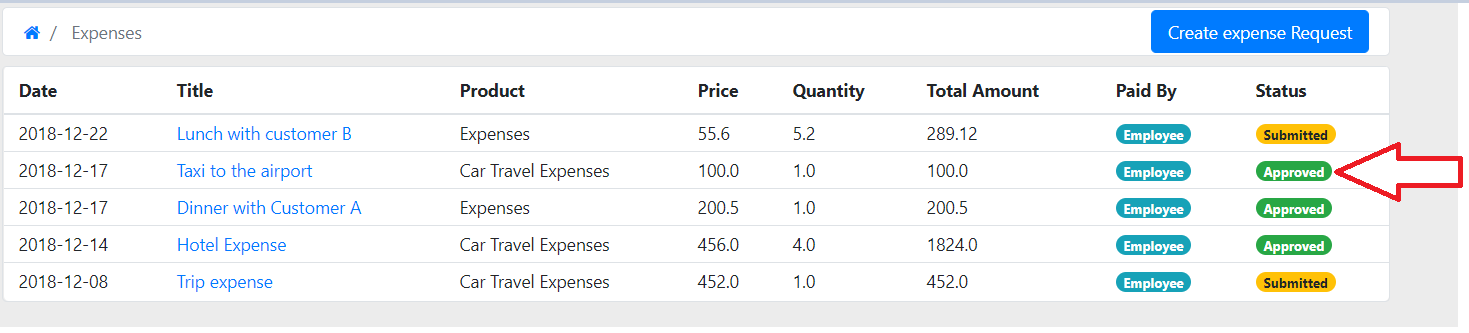 / Expenses Create expense Request
Date Title Product Price Quantity Total Amount Paid By Status
2018-12-22 Lunch with customer B Expenses 55.6 5.2 289.12 Employee Submitted
2018-12-17 Taxi to the airport Car Travel Expenses 100.0 1.0 100.0 Employee Approved
2018-12-17 Dinner with Customer A Expenses 200.5 1.0 200.5 Employee Approved
2018-12-14 Hotel Expense Car Travel Expenses 456.0 4.0 1824.0 Employee Approved
2018-12-08 Trip expense Car Travel Expenses 452.0 1.0 452.0 Employee Submitted